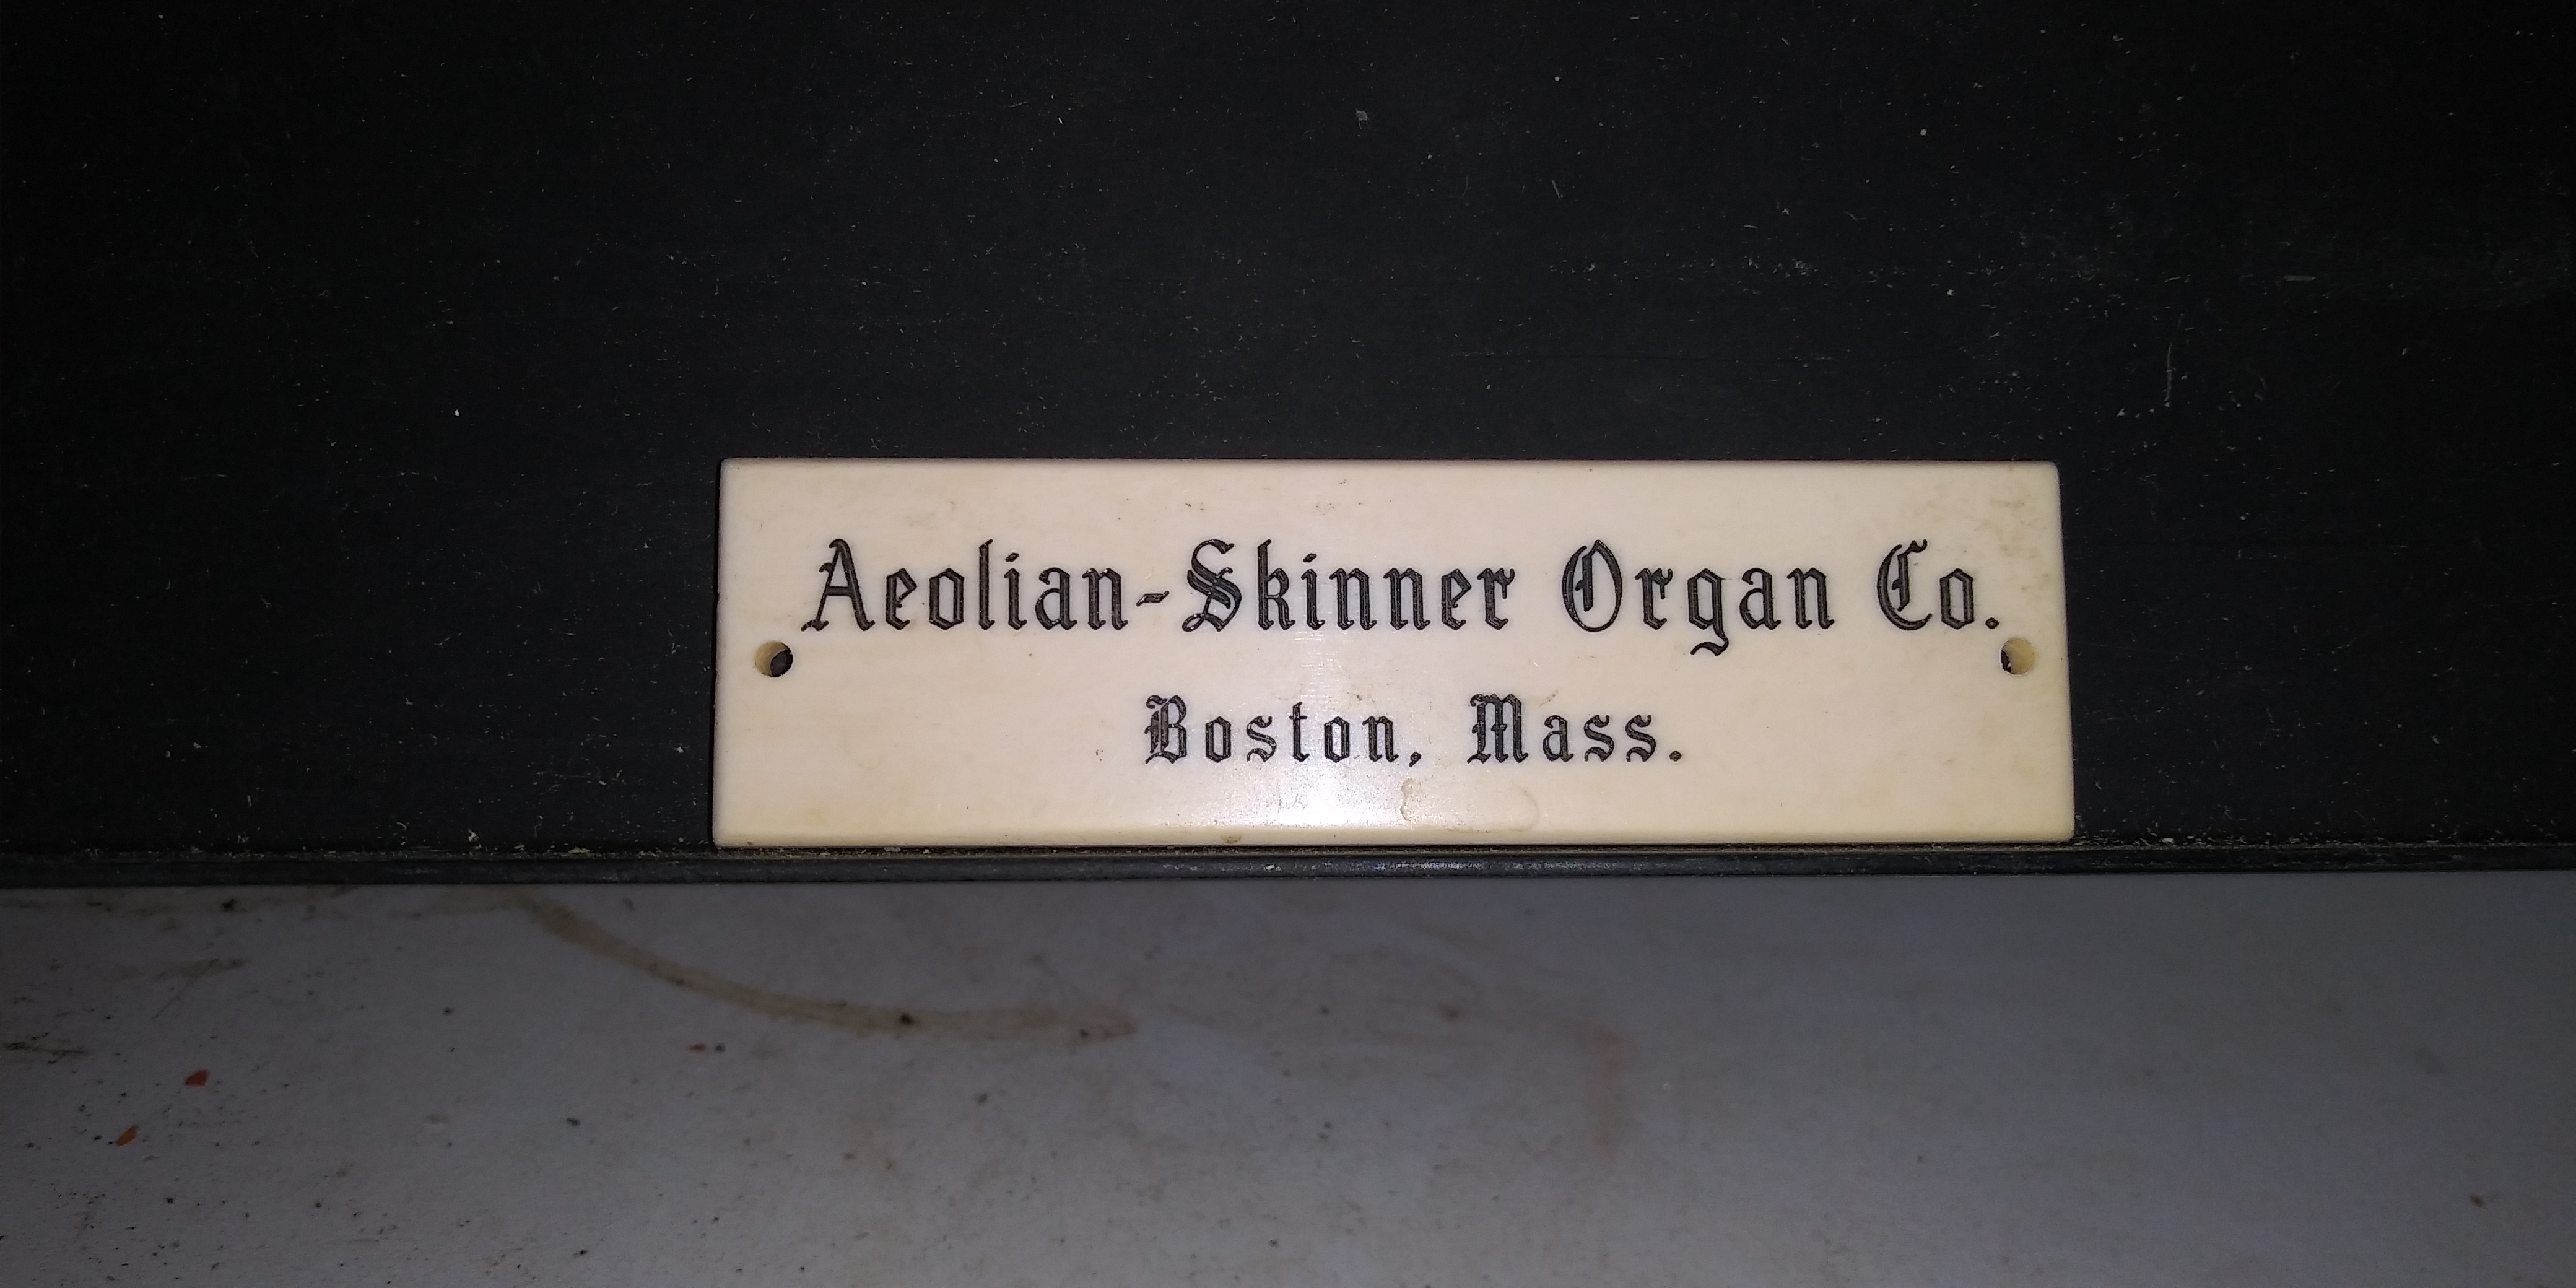 Aeolian-Skinner Organ Co.
Boston, Mass.